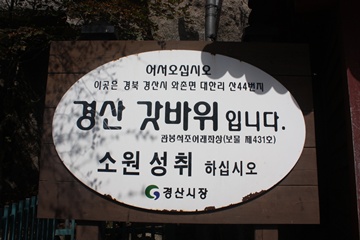 어서오십시오
이곳은 경북 경산시 와촌면 대한리 산44번지
경산 갓바위 입니다.
관봉석조여래좌상(보물 제431호)
소원 성취 하십시오
경산시장